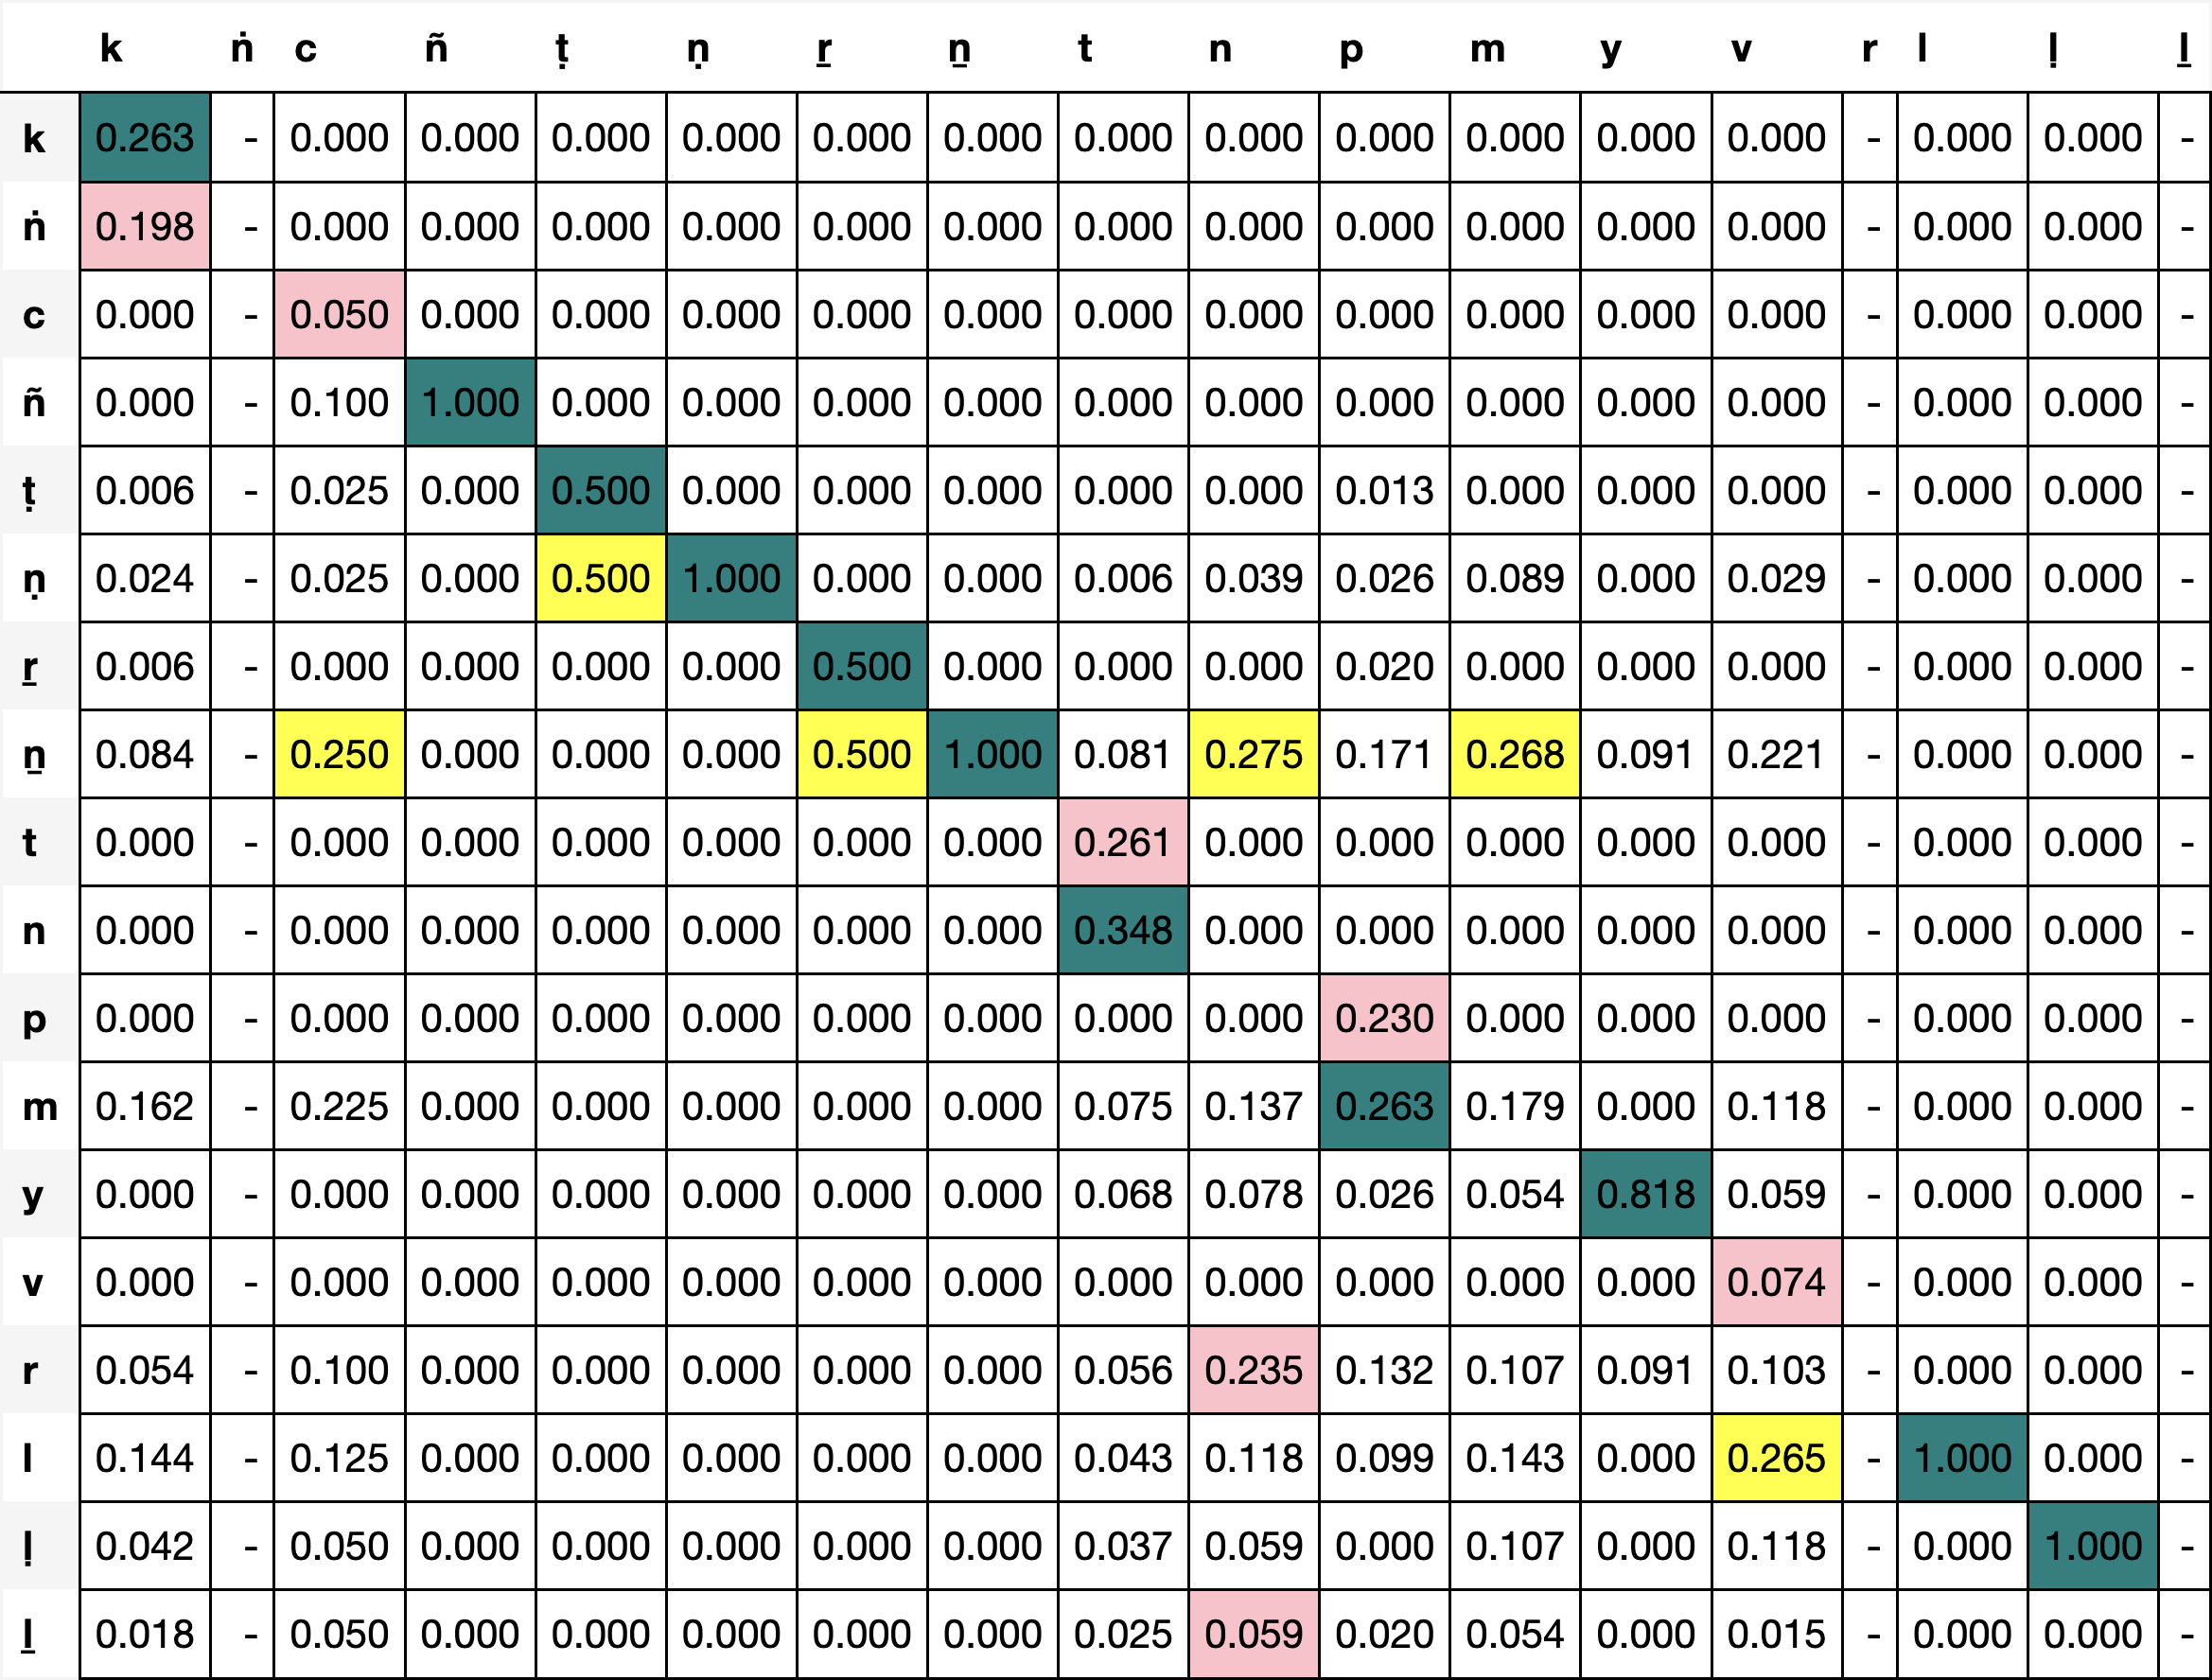 k ṅ c ñ ṭ ṇ ṟ ṉ t n p m y v r l ḷ ḻ
k 0.263 - 0.000 0.000 0.000 0.000 0.000 0.000 0.000 0.000 0.000 0.000 0.000 0.000 - 0.000 0.000 -
ṅ 0.198 - 0.000 0.000 0.000 0.000 0.000 0.000 0.000 0.000 0.000 0.000 0.000 0.000 - 0.000 0.000 -
c 0.000 - 0.050 0.000 0.000 0.000 0.000 0.000 0.000 0.000 0.000 0.000 0.000 0.000 - 0.000 0.000 -
ñ 0.000 - 0.100 1.000 0.000 0.000 0.000 0.000 0.000 0.000 0.000 0.000 0.000 0.000 - 0.000 0.000 -
ṭ 0.006 - 0.025 0.000 0.500 0.000 0.000 0.000 0.000 0.000 0.013 0.000 0.000 0.000 - 0.000 0.000 -
ṇ 0.024 - 0.025 0.000 0.500 1.000 0.000 0.000 0.006 0.039 0.026 0.089 0.000 0.029 - 0.000 0.000 -
ṟ 0.006 - 0.000 0.000 0.000 0.000 0.500 0.000 0.000 0.000 0.020 0.000 0.000 0.000 - 0.000 0.000 -
ṉ 0.084 - 0.250 0.000 0.000 0.000 0.500 1.000 0.081 0.275 0.171 0.268 0.091 0.221 - 0.000 0.000 -
t 0.000 - 0.000 0.000 0.000 0.000 0.000 0.000 0.261 0.000 0.000 0.000 0.000 0.000 - 0.000 0.000 -
n 0.000 - 0.000 0.000 0.000 0.000 0.000 0.000 0.348 0.000 0.000 0.000 0.000 0.000 - 0.000 0.000 -
p 0.000 - 0.000 0.000 0.000 0.000 0.000 0.000 0.000 0.000 0.230 0.000 0.000 0.000 - 0.000 0.000 -
m 0.162 - 0.225 0.000 0.000 0.000 0.000 0.000 0.075 0.137 0.263 0.179 0.000 0.118 - 0.000 0.000 -
y 0.000 - 0.000 0.000 0.000 0.000 0.000 0.000 0.068 0.078 0.026 0.054 0.818 0.059 - 0.000 0.000 -
v 0.000 - 0.000 0.000 0.000 0.000 0.000 0.000 0.000 0.000 0.000 0.000 0.000 0.074 - 0.000 0.000 -
r 0.054 - 0.100 0.000 0.000 0.000 0.000 0.000 0.056 0.235 0.132 0.107 0.091 0.103 - 0.000 0.000 -
l 0.144 - 0.125 0.000 0.000 0.000 0.000 0.000 0.043 0.118 0.099 0.143 0.000 0.265 - 1.000 0.000 -
ḷ 0.042 - 0.050 0.000 0.000 0.000 0.000 0.000 0.037 0.059 0.000 0.107 0.000 0.118 - 0.000 1.000 -
ḻ 0.018 - 0.050 0.000 0.000 0.000 0.000 0.000 0.025 0.059 0.020 0.054 0.000 0.015 - 0.000 0.000 -